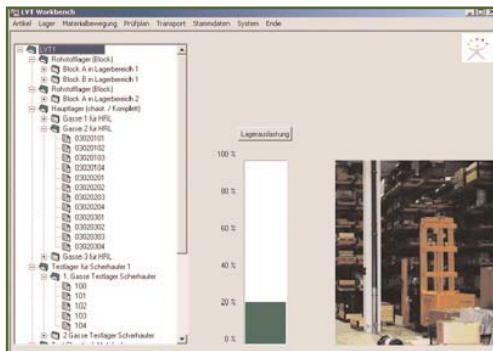 LVT Workbench
Artikel Lager Materialbewegung Prüfplan Transport Stammdaten System Ende
LVT1
Rohstofflager (Block)
Block A in Lagerbereich 1
Block B in Lagerbereich 1
Rohstofflager (Block)
Block A in Lagerbereich 2
Hauptlager (chaot. / Komplett)
Gasse 1 für HRL
Gasse 2 für HRL
03020101
03020102
03020103
03020104
03020201
03020202
03020203
03020204
03020301
03020302
03020303
03020304
Gasse 3 für HRL
Testlager für Scherhaufer 1
1. Gasse Testlager Scherhaufer
100
101
102
103
104
2 Gasse Testlager Scherhaufer
Lagerauslastung
100 %
80 %
60 %
40 %
20 %
0 %